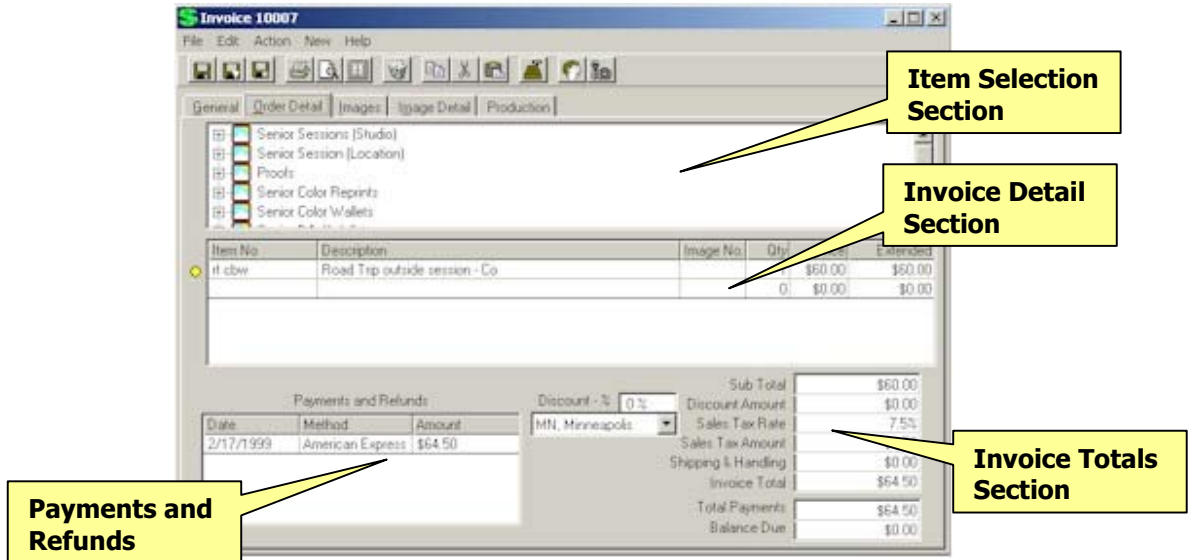 Invoice 10007
File Edit Action New Help
General Order Detail Images Image Detail Production
Item Selection
Section
Senior Sessions (Studio)
Senior Session (Location)
Proofs
Senior Color Reprints
Senior Color Wallets
Invoice Detail
Section
Item No Description Image No. Qty Extended
rt cbw Road Trip outside session - Co $60.00 $60.00
0 $0.00 $0.00
Payments and Refunds
Date Method Amount
2/17/1999 American Express $64.50
Discount - % 0 %
MN, Minneapolis
Sub Total $60.00
Discount Amount $0.00
Sales Tax Rate 7.5%
Sales Tax Amount
Shipping & Handling $0.00
Invoice Total $64.50
Total Payments $64.50
Balance Due $0.00
Invoice Totals
Section
Payments and
Refunds